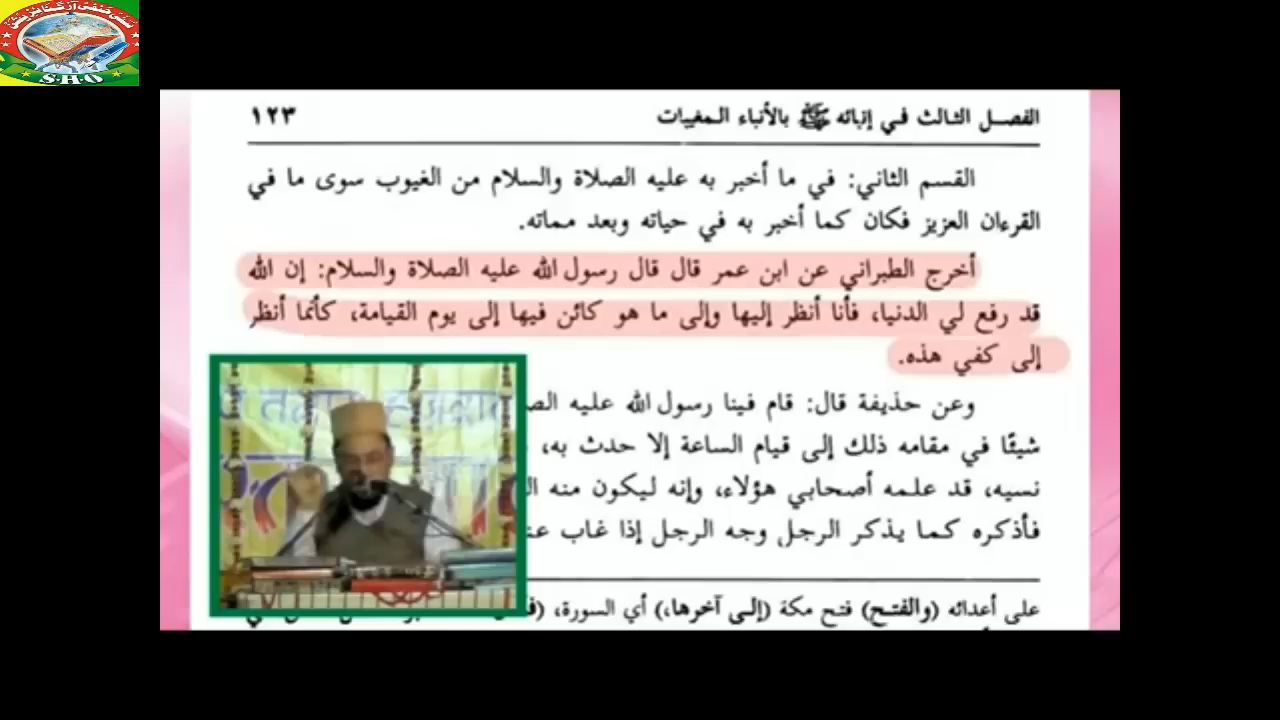 سنی حنفی آرگنائزیشن
S.H.O
الفصل الثالث في إنبائه ﷺ بالأنباء المغيبات ١٢٣
القسم الثاني: في ما أخبر به عليه الصلاة والسلام من الغيوب سوى ما في
القرءان العزيز فكان كما أخبر به في حياته وبعد مماته.
أخرج الطبراني عن ابن عمر قال قال رسول الله عليه الصلاة والسلام: إن الله
قد رفع لي الدنيا، فأنا أنظر إليها وإلى ما هو كائن فيها إلى يوم القيامة، كأنما أنظر
إلى كفي هذه.
وعن حذيفة قال: قام فينا رسول الله عليه
شيئًا في مقامه ذلك إلى قيام الساعة إلا حدث به،
نسيه، قد علمه أصحابي هؤلاء، وإنه ليكون منه
فأذكره كما يذكر الرجل وجه الرجل إذا غاب
على أعدائه (والفتح) فتح مكة (إلى آخرها،) أي السورة،